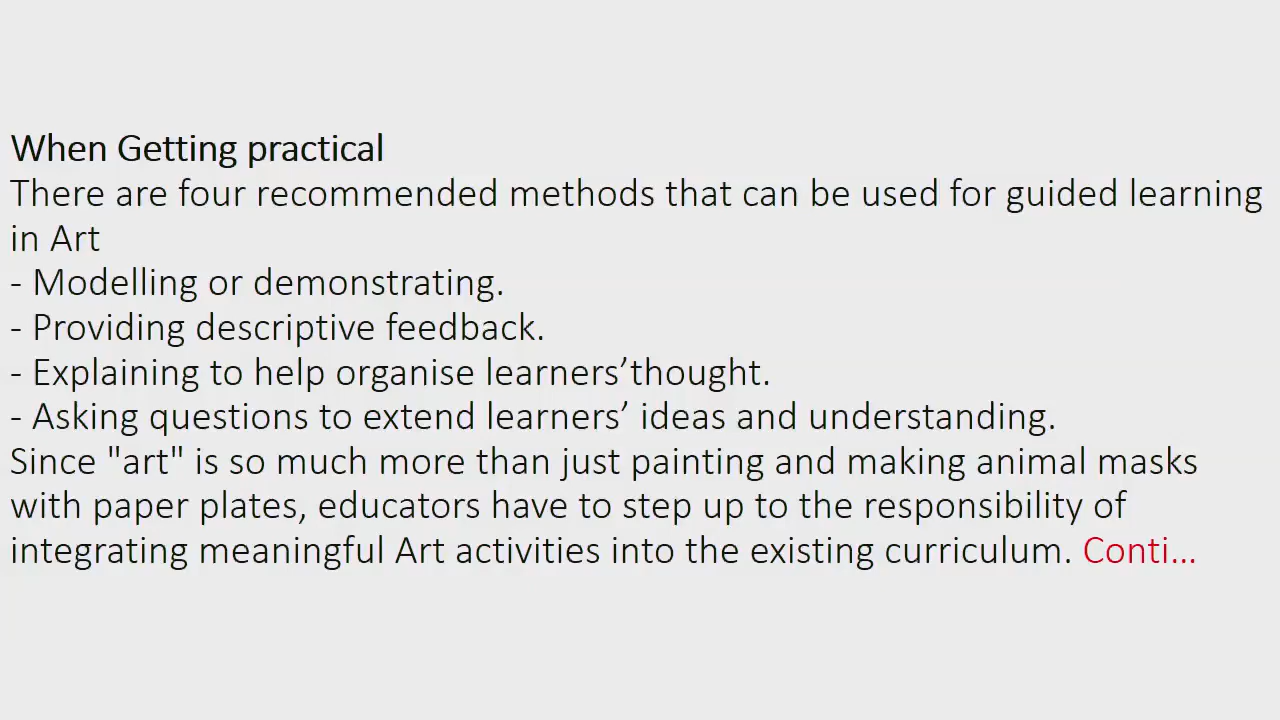 When Getting practical
There are four recommended methods that can be used for guided learning
in Art
- Modelling or demonstrating.
- Providing descriptive feedback.
- Explaining to help organise learners’thought.
- Asking questions to extend learners’ ideas and understanding.
Since "art" is so much more than just painting and making animal masks
with paper plates, educators have to step up to the responsibility of
integrating meaningful Art activities into the existing curriculum. Conti...